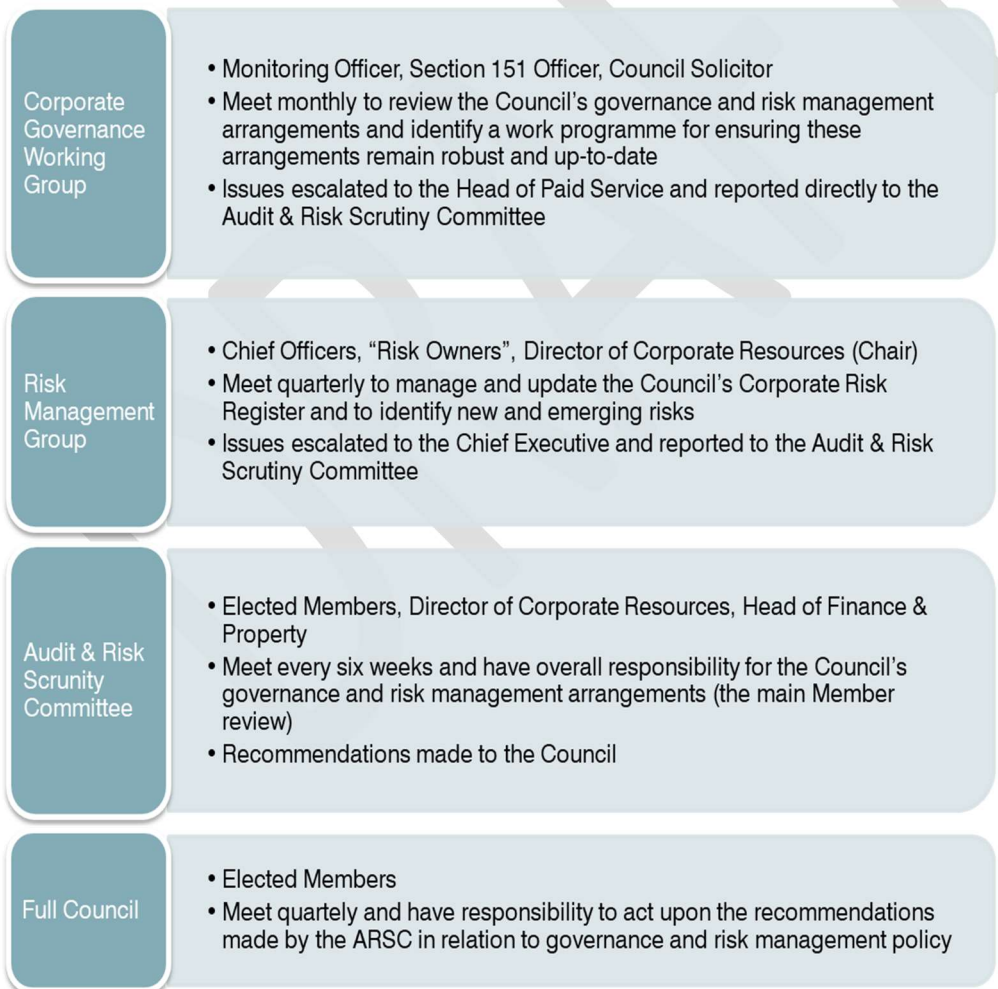 Corporate
Governance
Working
Group
• Monitoring Officer, Section 151 Officer, Council Solicitor
• Meet monthly to review the Council's governance and risk management
arrangements and identify a work programme for ensuring these
arrangements remain robust and up-to-date
• Issues escalated to the Head of Paid Service and reported directly to the
Audit & Risk Scrutiny Committee
Risk
Management
Group
• Chief Officers, “Risk Owners”, Director of Corporate Resources (Chair)
• Meet quarterly to manage and update the Council's Corporate Risk
Register and to identify new and emerging risks
• Issues escalated to the Chief Executive and reported to the Audit & Risk
Scrutiny Committee
Audit & Risk
Scrunity
Committee
• Elected Members, Director of Corporate Resources, Head of Finance &
Property
• Meet every six weeks and have overall responsibility for the Council's
governance and risk management arrangements (the main Member
review)
• Recommendations made to the Council
Full Council
• Elected Members
• Meet quartely and have responsibility to act upon the recommendations
made by the ARSC in relation to governance and risk management policy